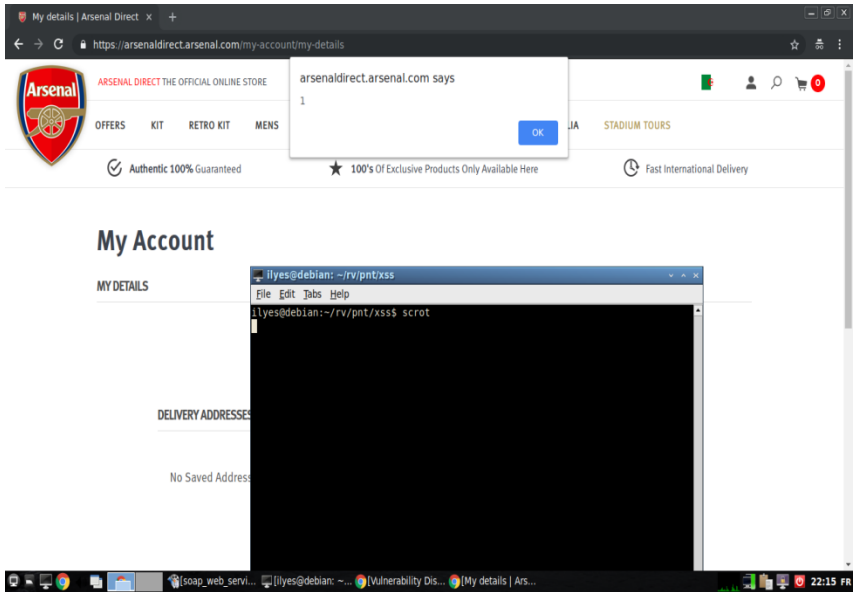 My details | Arsenal Direct
https://arsenaldirect.arsenal.com/my-account/my-details
Arsenal
ARSENAL DIRECT THE OFFICIAL ONLINE STORE
0
OFFERS KIT RETRO KIT MENS IA STADIUM TOURS
arsenaldirect.arsenal.com says
1
OK
Authentic 100% Guaranteed
100's Of Exclusive Products Only Available Here
Fast International Delivery
My Account
MY DETAILS
ilyes@debian: ~/rv/pnt/xss
File Edit Tabs Help
ilyes@debian:~/rv/pnt/xss$ scrot
DELIVERY ADDRESSES
No Saved Address
[soap_web_servi... [ilyes@debian: ~... [Vulnerability Dis... [My details | Ars...
22:15 FR